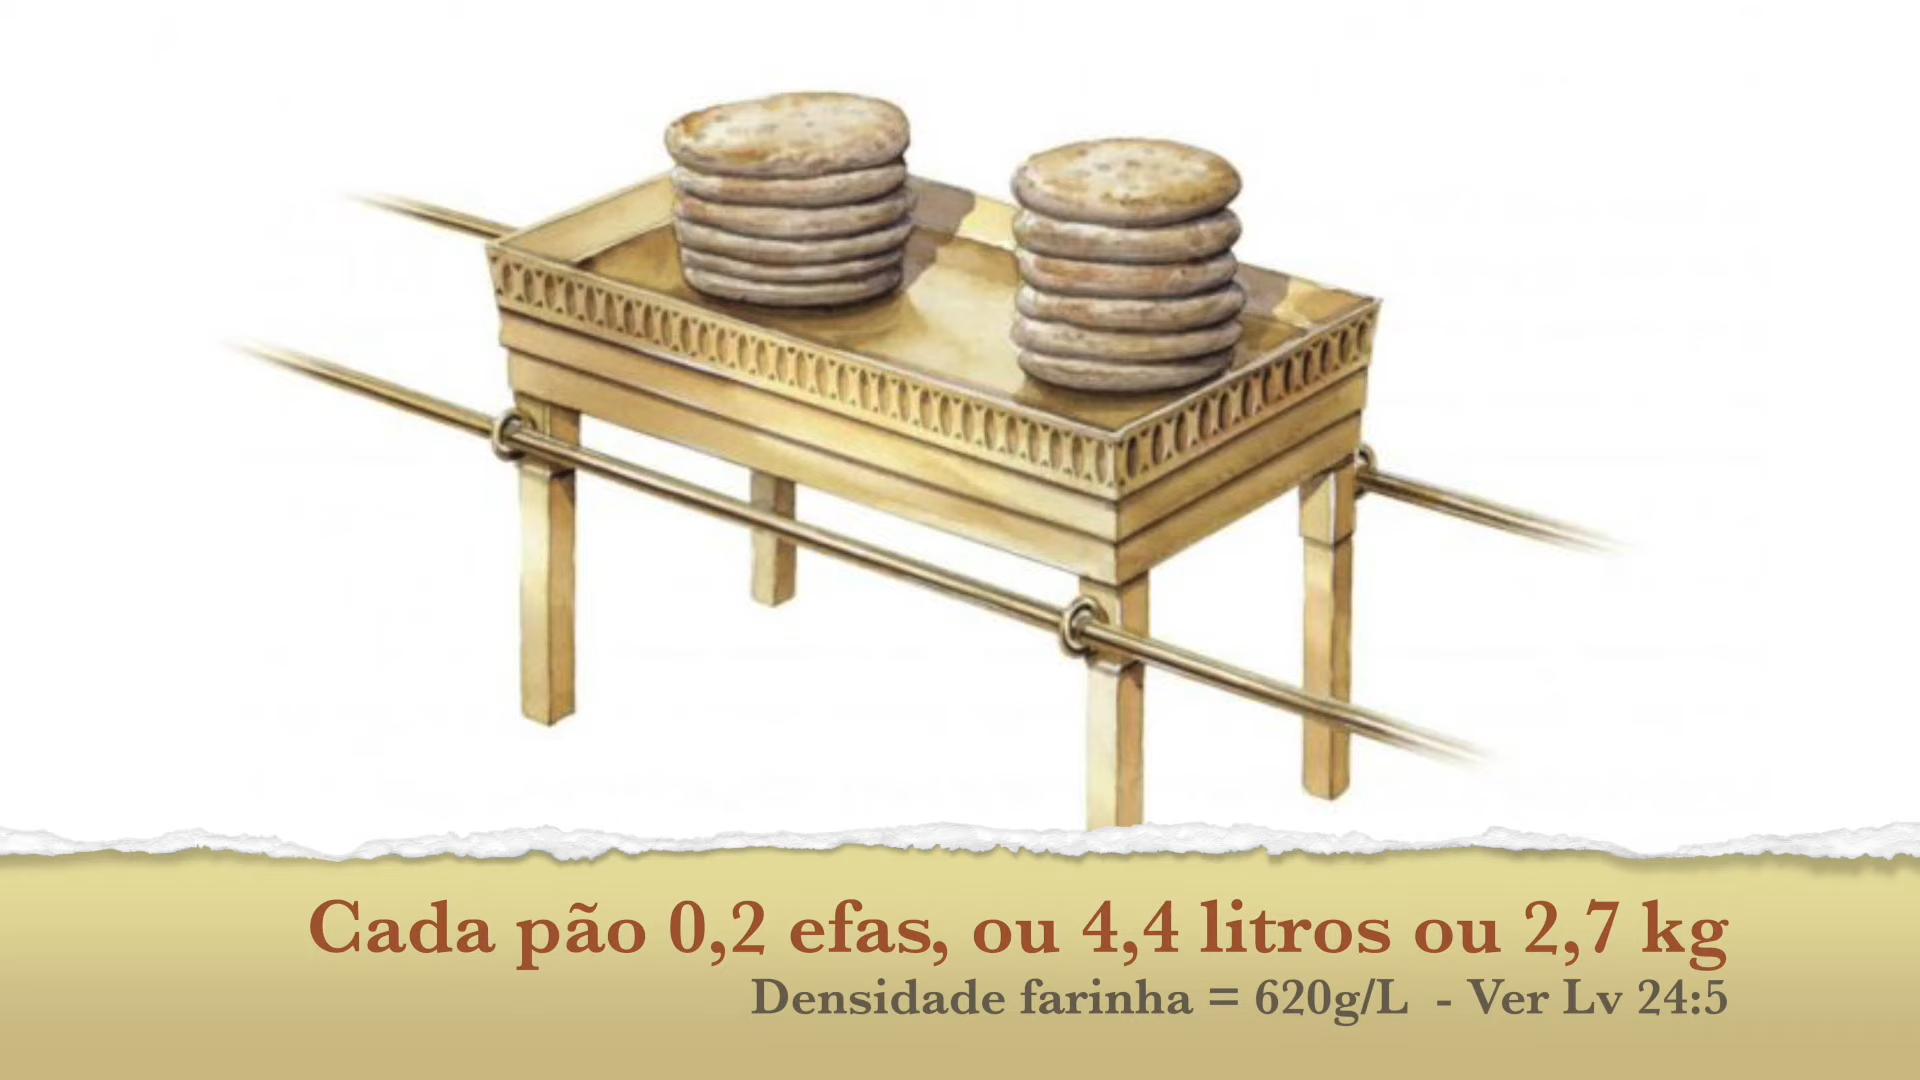 Cada pão 0,2 efas, ou 4,4 litros ou 2,7 kg
Densidade farinha = 620g/L - Ver Lv 24:5